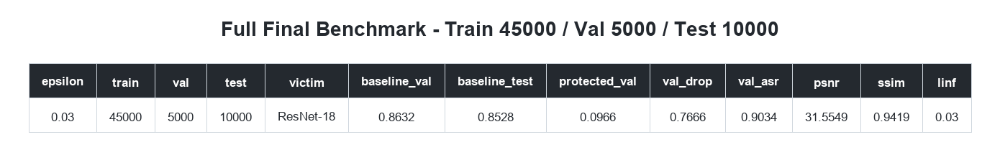 Full Final Benchmark - Train 45000 / Val 5000 / Test 10000
epsilon train val test victim baseline_val baseline_test protected_val val_drop val_asr psnr ssim linf
0.03 45000 5000 10000 ResNet-18 0.8632 0.8528 0.0966 0.7666 0.9034 31.5549 0.9419 0.03